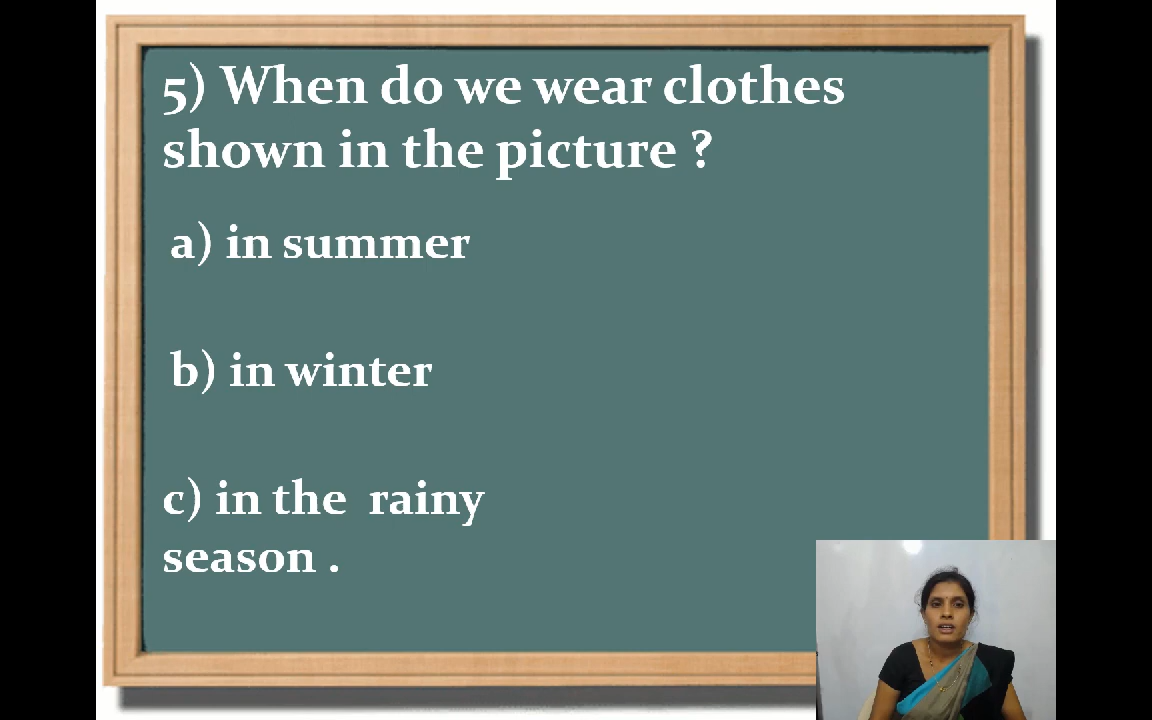 5) When do we wear clothes
shown in the picture ?
a) in summer
b) in winter
c) in the  rainy
season .